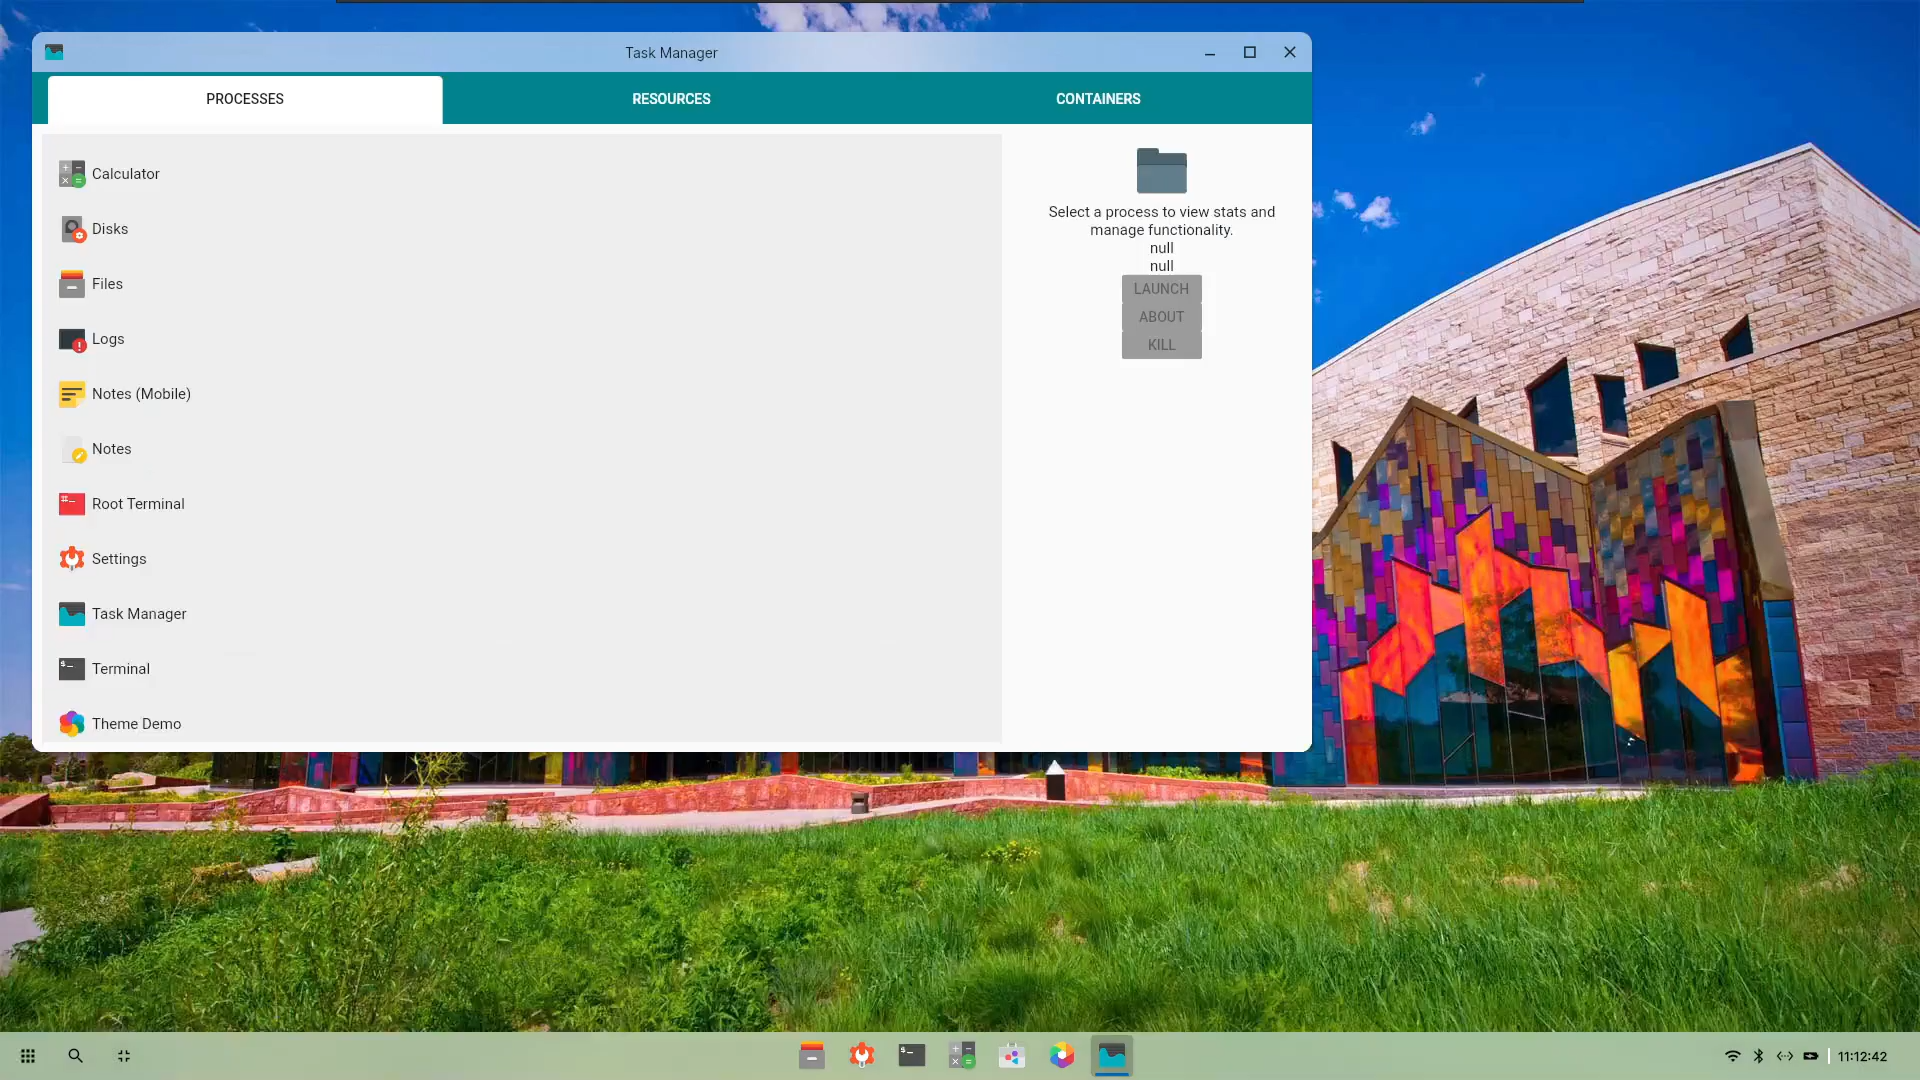 Task Manager
PROCESSES
RESOURCES
CONTAINERS
Calculator
Disks
Files
Logs
Notes (Mobile)
Notes
Root Terminal
Settings
Task Manager
Terminal
Theme Demo
Select a process to view stats and
manage functionality.
null
null
LAUNCH
ABOUT
KILL
11:12:42